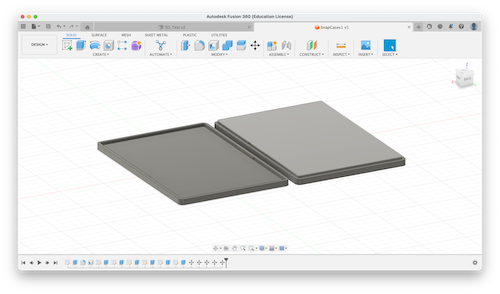 Autodesk Fusion 360 (Education License)
SnapCase v1
DESIGN
SOLID SURFACE MESH SHEET METAL PLASTIC UTILITIES
CREATE AUTOMATE MODIFY ASSEMBLE CONSTRUCT INSPECT INSERT SELECT